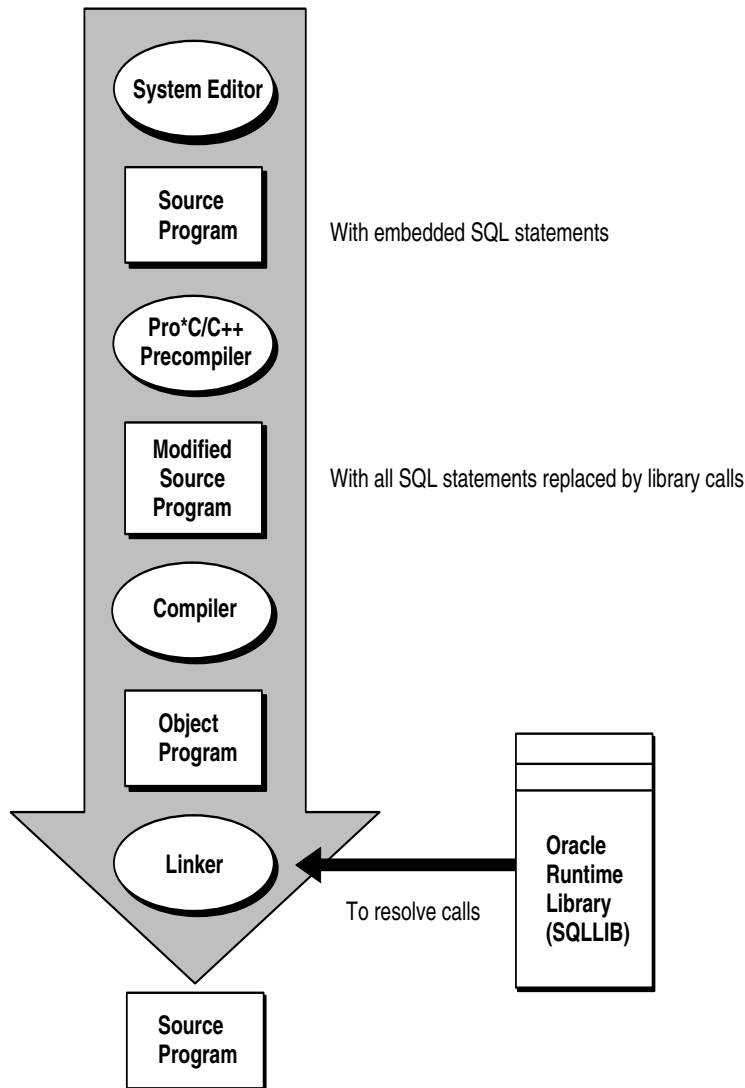 System Editor
Source
Program
With embedded SQL statements
Pro*C/C++
Precompiler
Modified
Source
Program
With all SQL statements replaced by library calls
Compiler
Object
Program
Linker
To resolve calls
Oracle
Runtime
Library
(SQLLIB)
Source
Program